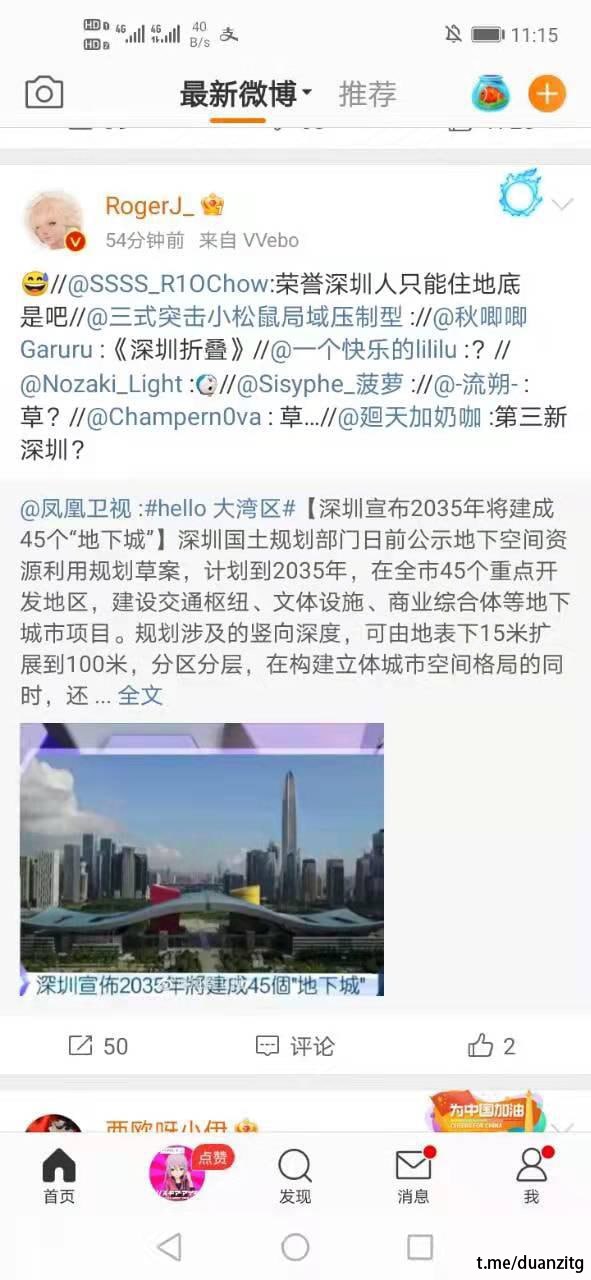 HD 1 4G 4G 40 B/s 支 11:15
HD 2
最新微博 推荐
RogerJ_
54分钟前 来自 VVebo
😅//@SSSS_R1OChow:荣誉深圳人只能住地底
是吧//@三式突击小松鼠局域压制型 ://@秋唧唧
Garuru :《深圳折叠》//@一个快乐的lililu :? //
@Nozaki_Light ://@Sisyphe_菠萝 ://@-流朔- :
草? //@Champern0va : 草...//@廻天加奶咖 :第三新
深圳?
@凤凰卫视 :#hello 大湾区#【深圳宣布2035年将建成
45个“地下城”】深圳国土规划部门日前公示地下空间资
源利用规划草案，计划到2035年，在全市45个重点开
发地区，建设交通枢纽、文体设施、商业综合体等地下
城市项目。规划涉及的竖向深度，可由地表下15米扩
展到100米，分区分层，在构建立体城市空间格局的同
时，还 ... 全文
深圳宣佈2035年將建成45個"地下城"
50 评论 2
西欧呀小伊
为中国加油
点赞
首页 发现 消息 我
t.me/duanzitg